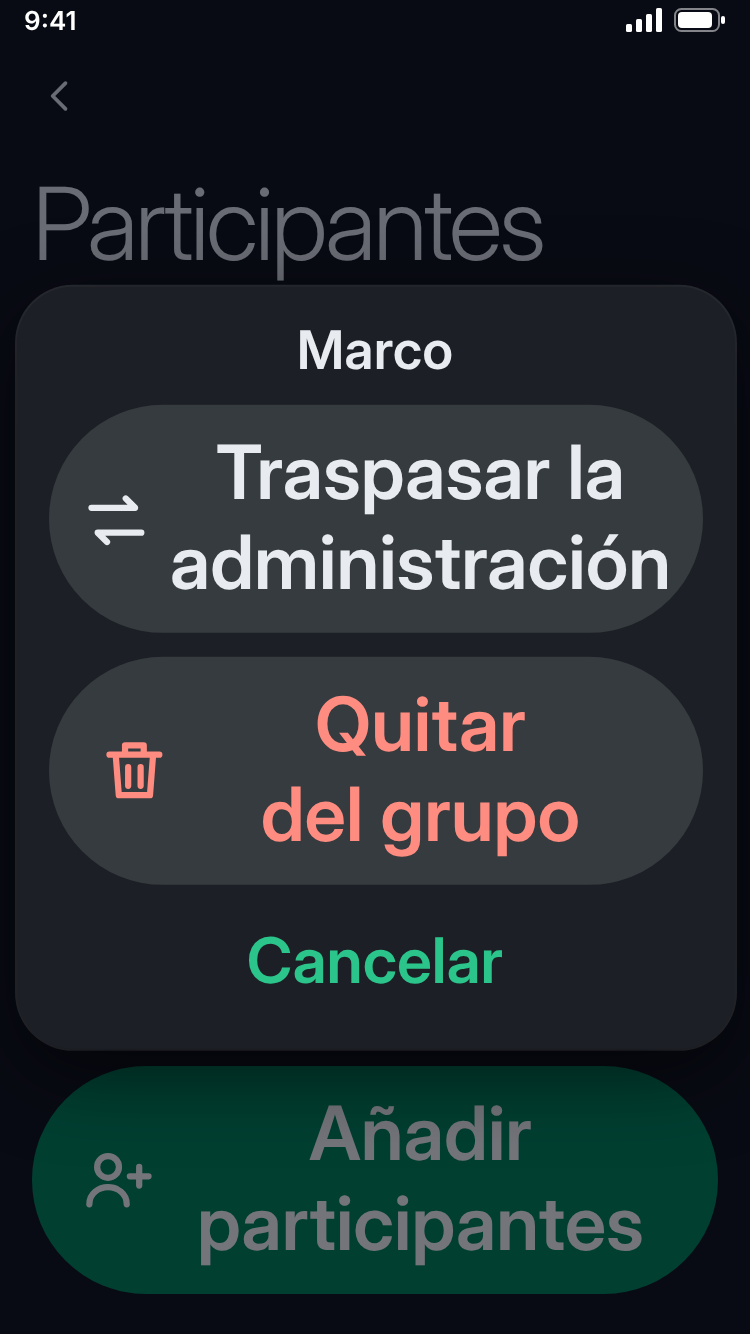 9:41
Participantes
Marco
Traspasar la
administración
Quitar
del grupo
Cancelar
Añadir
participantes